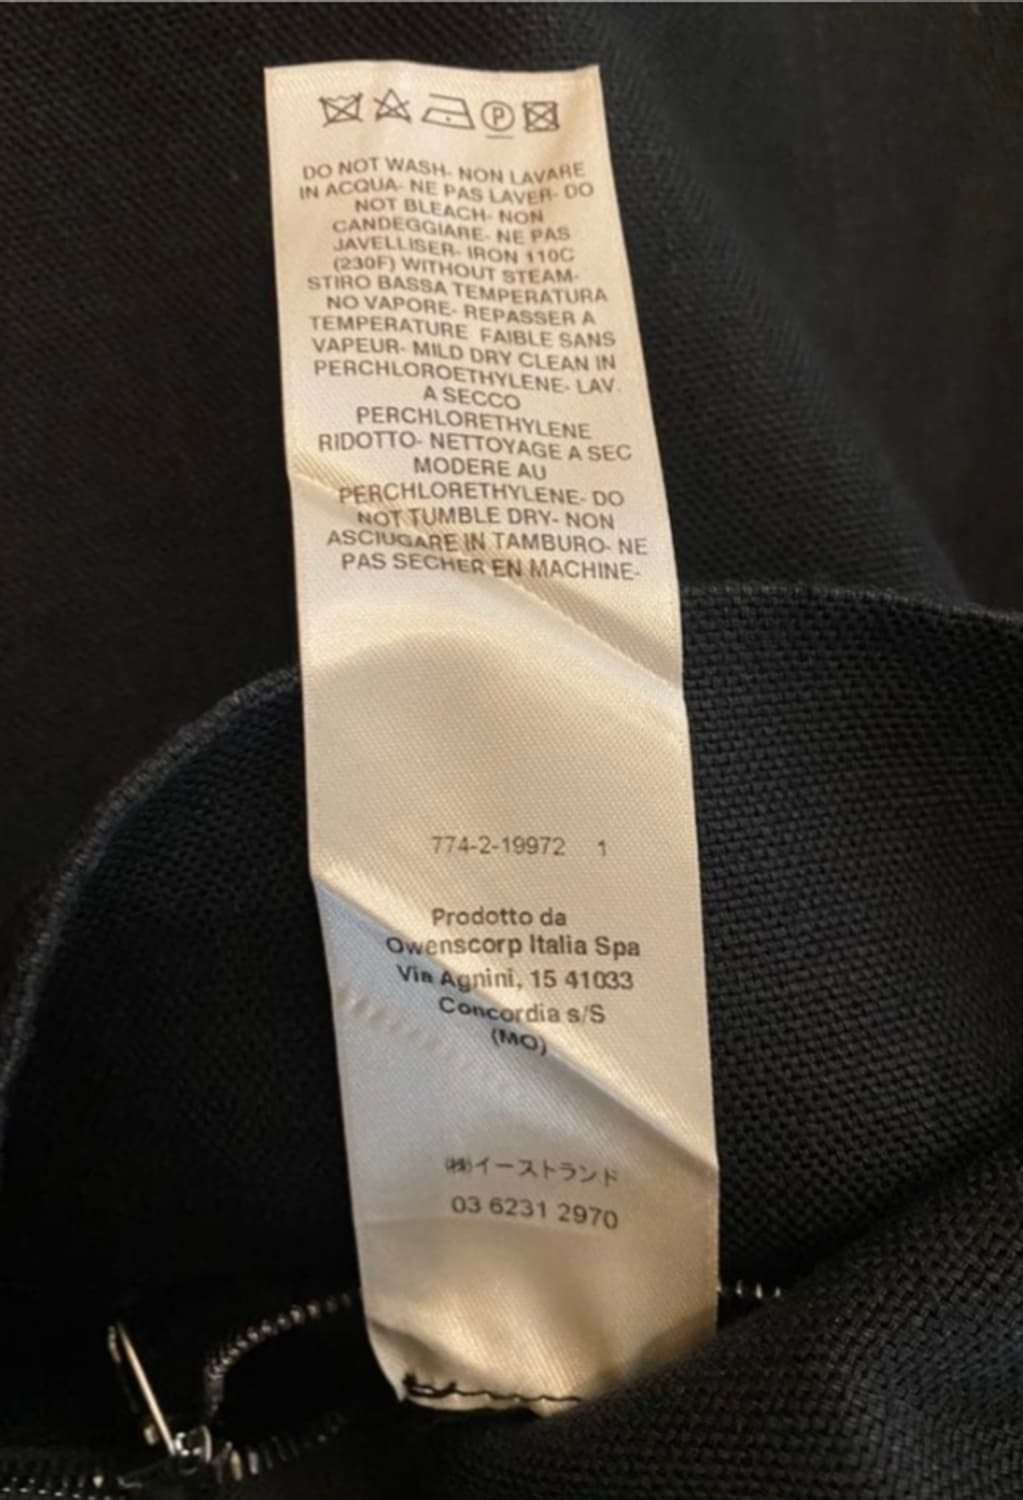 P
DO NOT WASH- NON LAVARE
IN ACQUA- NE PAS LAVER- DO
NOT BLEACH- NON
CANDEGGIARE- NE PAS
JAVELLISER- IRON 110C
(230F) WITHOUT STEAM-
STIRO BASSA TEMPERATURA
NO VAPORE- REPASSER A
TEMPERATURE FAIBLE SANS
VAPEUR- MILD DRY CLEAN IN
PERCHLOROETHYLENE- LAV.
A SECCO
PERCHLORETHYLENE
RIDOTTO- NETTOYAGE A SEC
MODERE AU
PERCHLORETHYLENE- DO
NOT TUMBLE DRY- NON
ASCIUGARE IN TAMBURO- NE
PAS SECHER EN MACHINE-
774-2-19972 1
Prodotto da
Owenscorp Italia Spa
Via Agnini, 15 41033
Concordia s/S
(MO)
㈱イーストランド
03 6231 2970